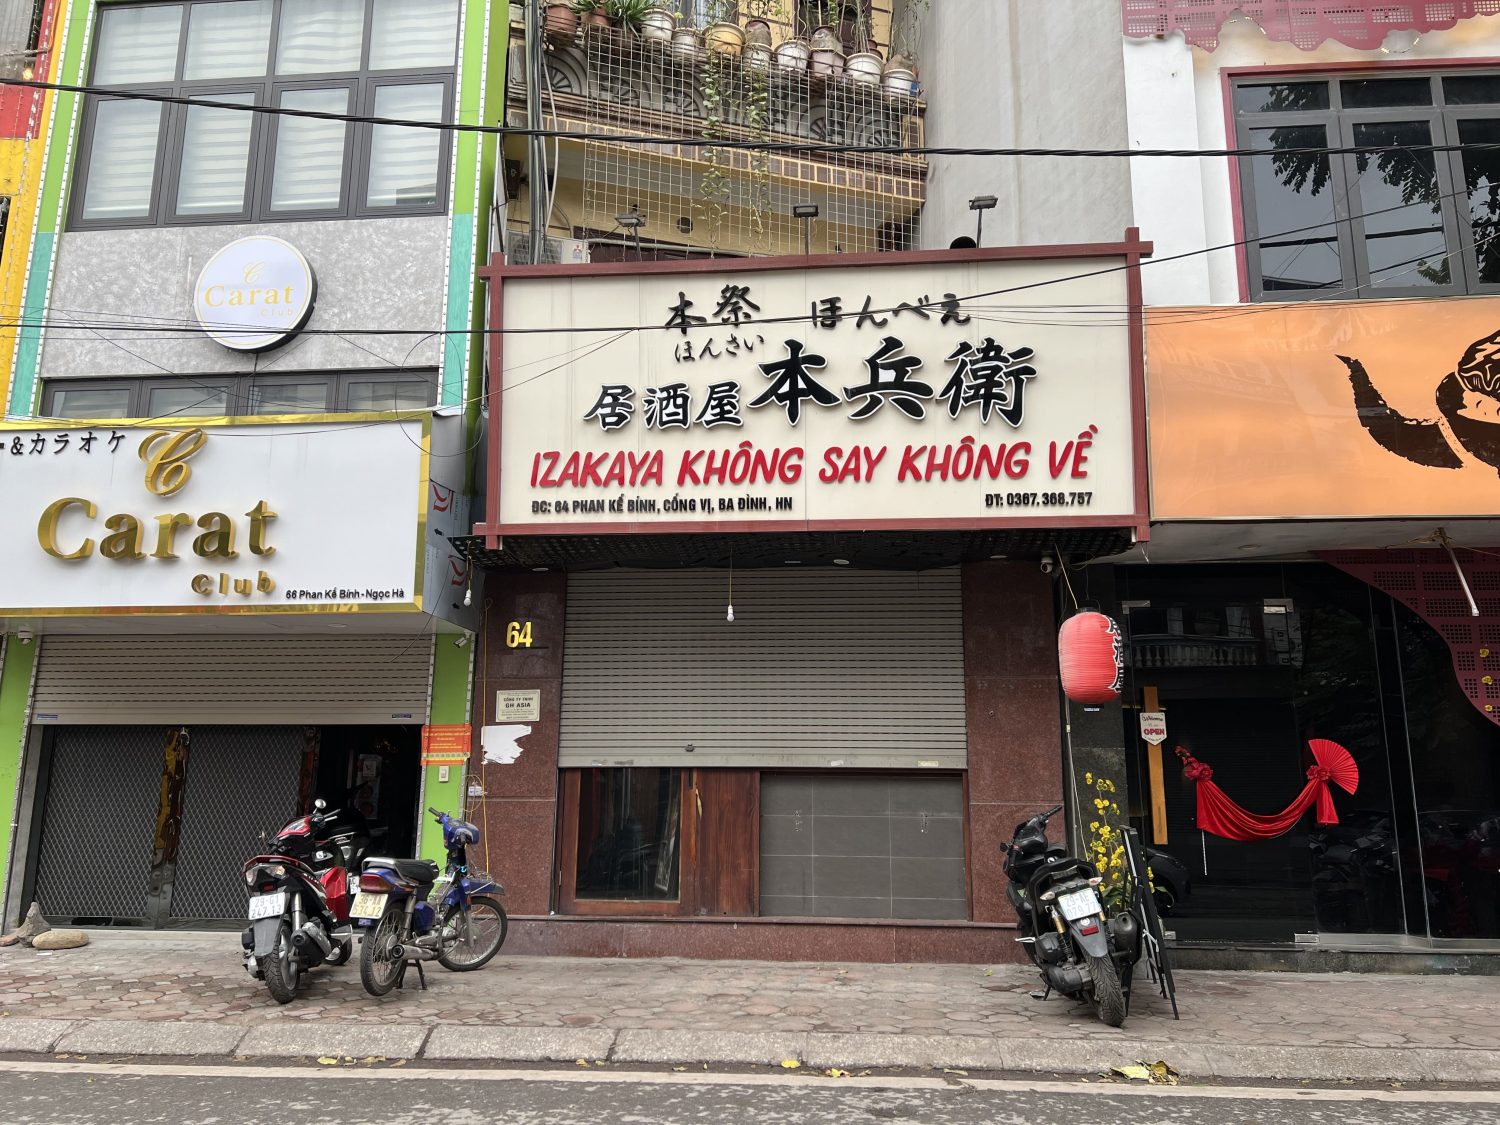 Carat
Club
ー&カラオケ
Carat
Club
66 Phan Kế Bính - Ngọc Hà
本祭 ほんべえ
ほんさい
居酒屋 本兵衛
IZAKAYA KHÔNG SAY KHÔNG VỀ
ĐC: 64 PHAN KẾ BÍNH, CỐNG VỊ, BA ĐÌNH, HN
ĐT: 0367.368.757
64
CÔNG TY TNHH
GH ASIA
OPEN